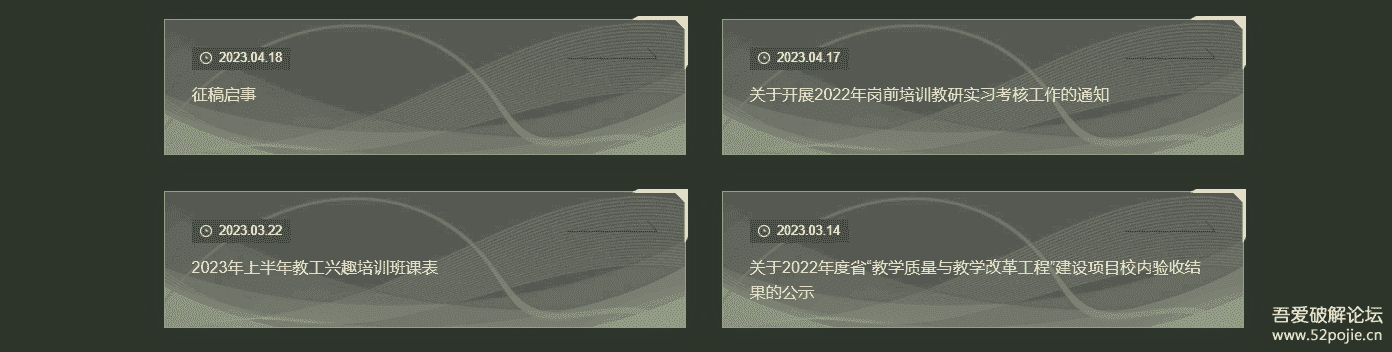 2023.04.18
征稿启事
2023.04.17
关于开展2022年岗前培训教研实习考核工作的通知
2023.03.22
2023年上半年教工兴趣培训班课表
2023.03.14
关于2022年度省“教学质量与教学改革工程”建设项目校内验收结
果的公示
吾爱破解论坛
www.52pojie.cn